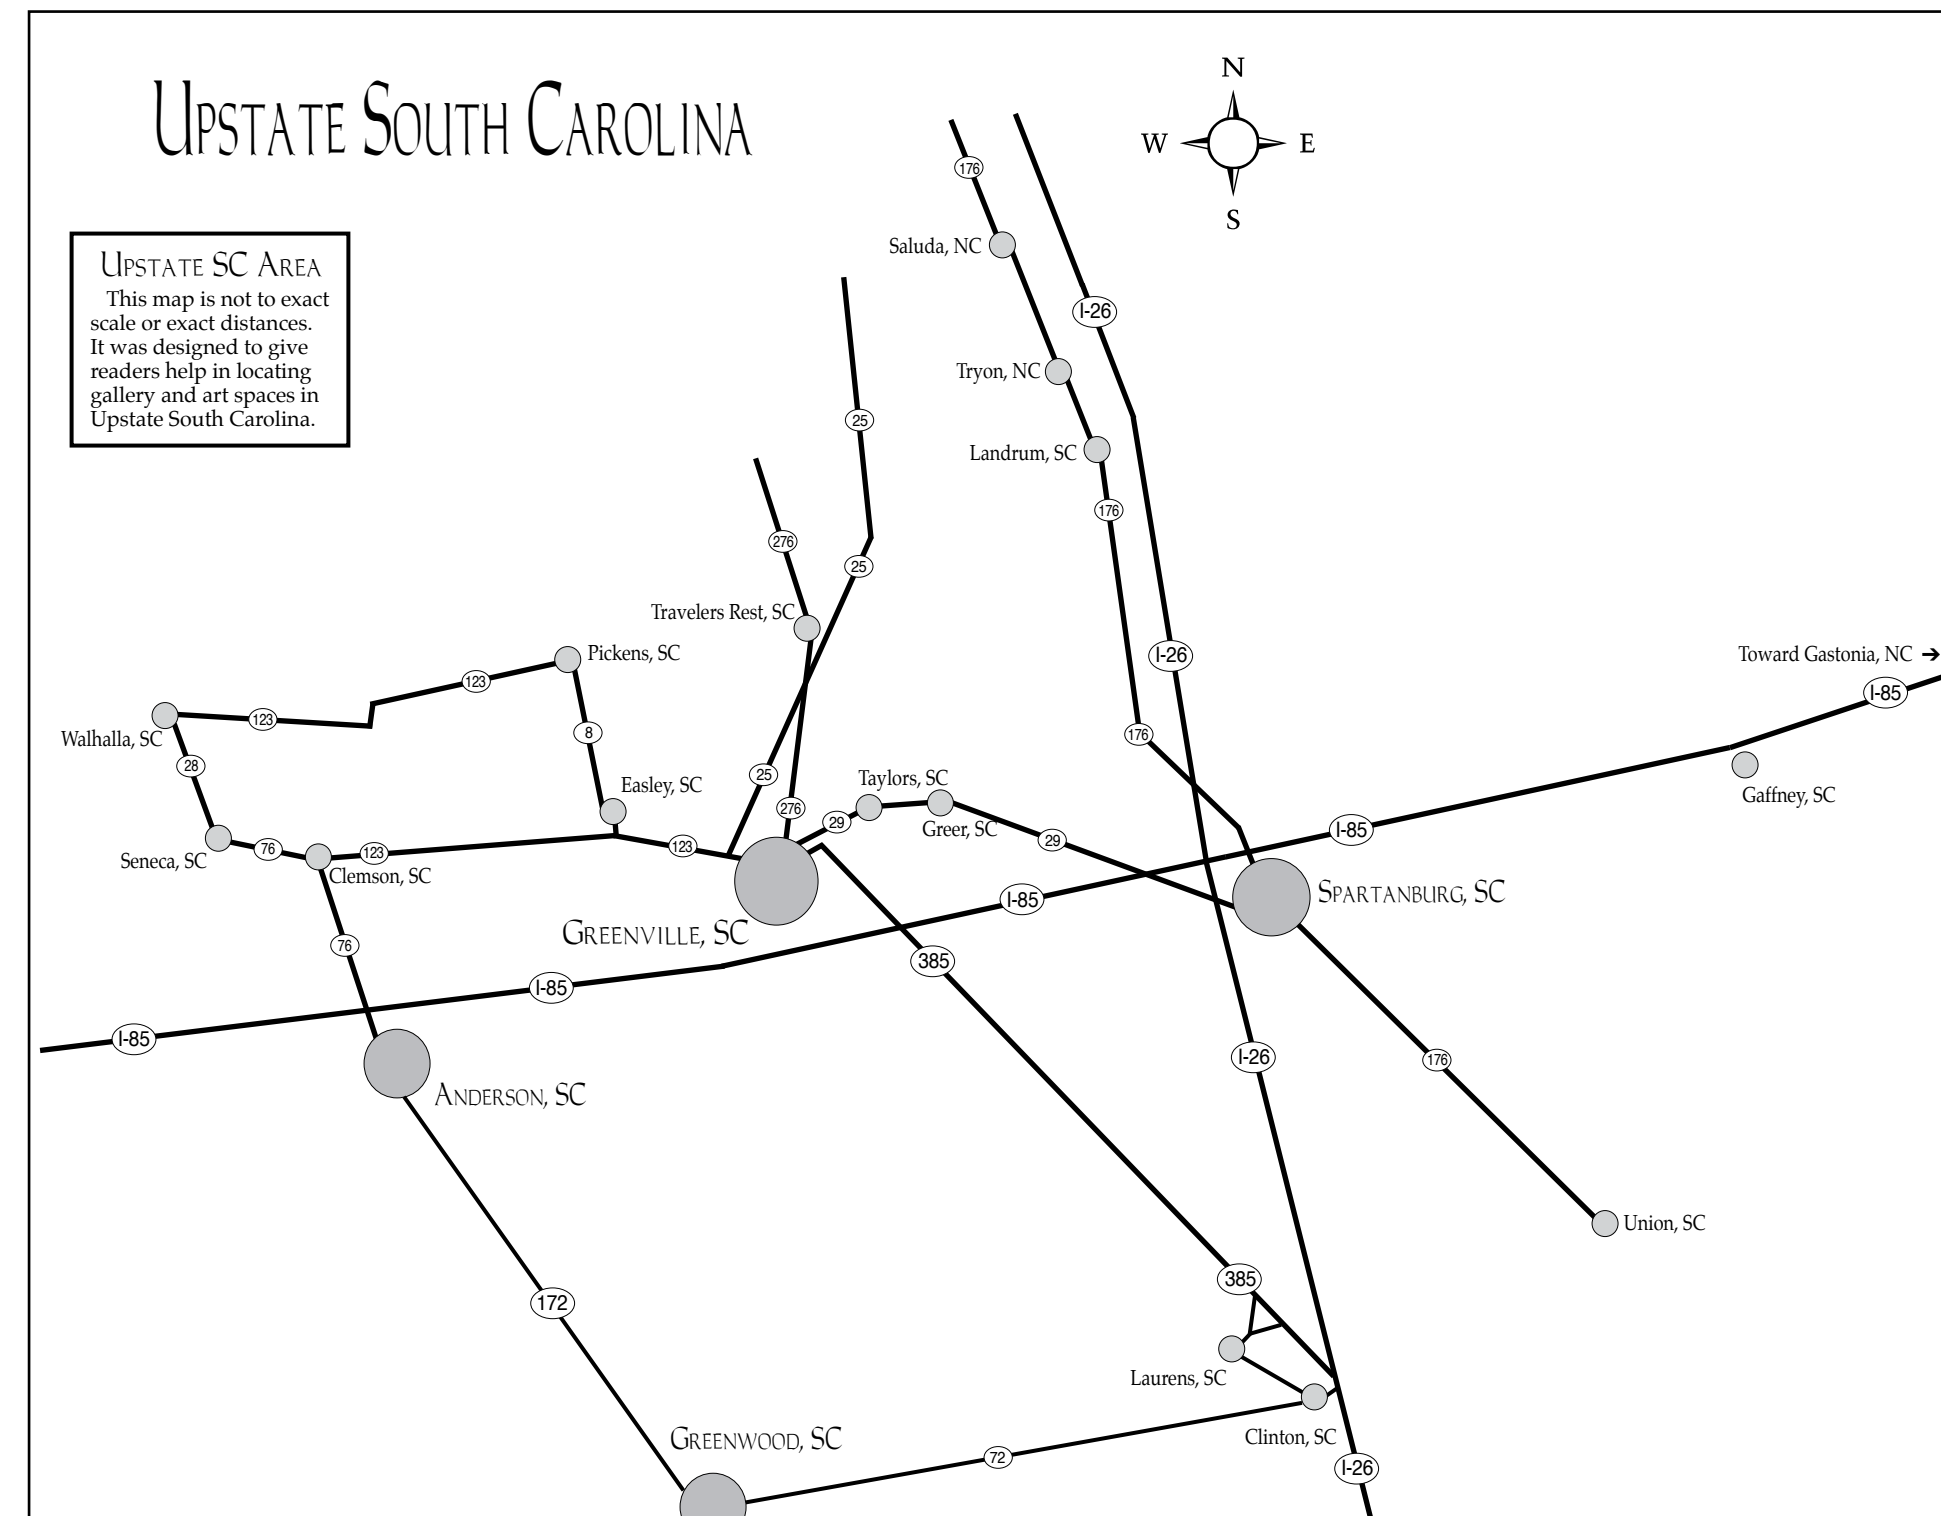 UPSTATE SOUTH CAROLINA
N
W
E
S
176
UPSTATE SC AREA
This map is not to exact
scale or exact distances.
It was designed to give
readers help in locating
gallery and art spaces in
Upstate South Carolina.
Saluda, NC
I-26
Tryon, NC
25
Landrum, SC
176
276
25
Travelers Rest, SC
Pickens, SC
I-26
Toward Gastonia, NC ➔
123
I-85
Walhalla, SC
123
8
176
28
Easley, SC
25
Taylors, SC
Gaffney, SC
276
29
Greer, SC
I-85
Seneca, SC
76
123
123
29
Clemson, SC
I-85
SPARTANBURG, SC
GREENVILLE, SC
76
385
I-85
I-85
I-26
176
ANDERSON, SC
Union, SC
385
172
Laurens, SC
GREENWOOD, SC
Clinton, SC
72
I-26